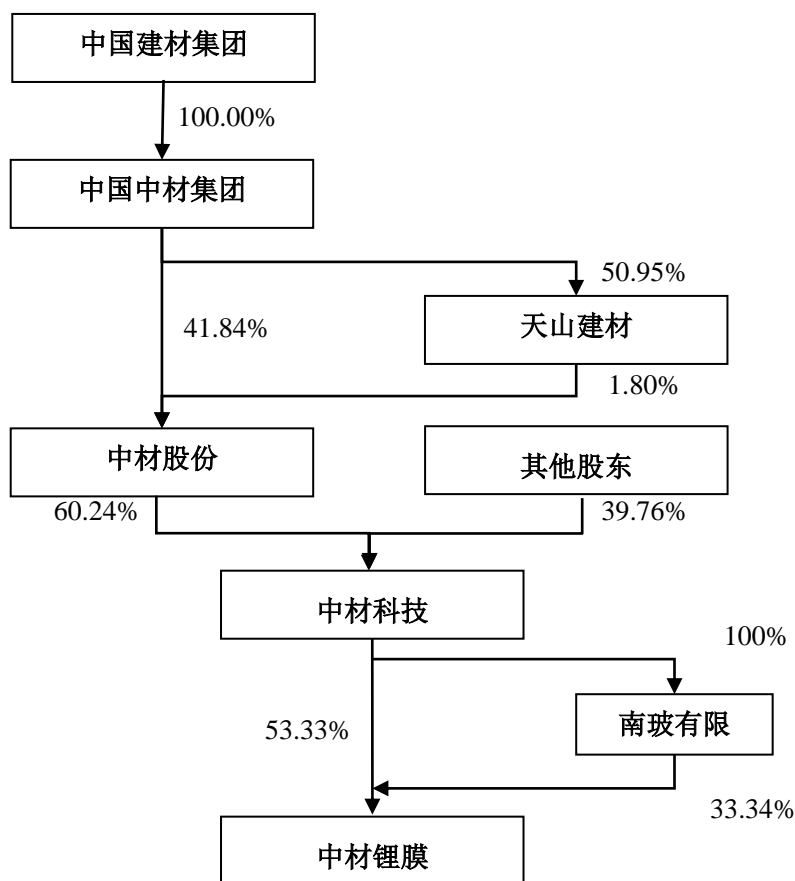 中国建材集团
100.00%
中国中材集团
50.95%
天山建材
41.84%
1.80%
中材股份
其他股东
60.24%
39.76%
中材科技
100%
南玻有限
53.33%
33.34%
中材锂膜